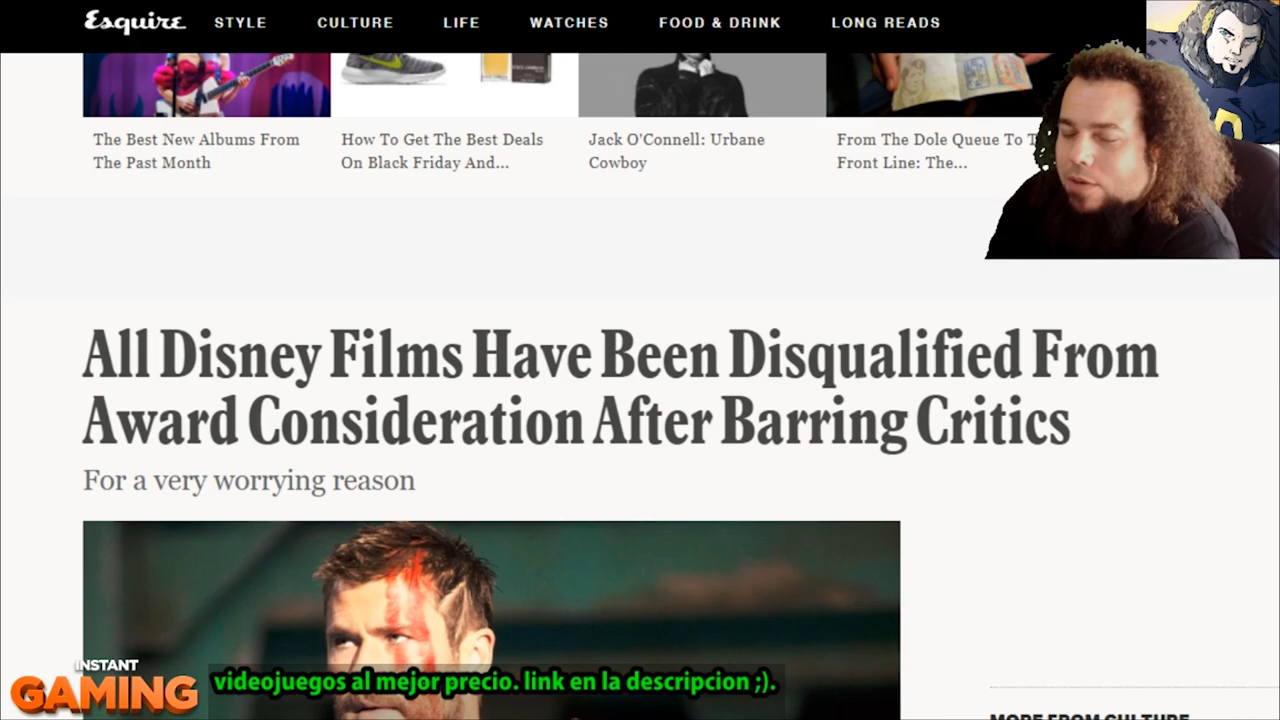 Esquire STYLE CULTURE LIFE WATCHES FOOD & DRINK LONG READS
The Best New Albums From
The Past Month
How To Get The Best Deals
On Black Friday And...
Jack O'Connell: Urbane
Cowboy
From The Dole Queue To
Front Line: The...
All Disney Films Have Been Disqualified From
Award Consideration After Barring Critics
For a very worrying reason
INSTANT
GAMING
videojuegos al mejor precio. link en la descripcion ;).
MORE FROM CULTURE